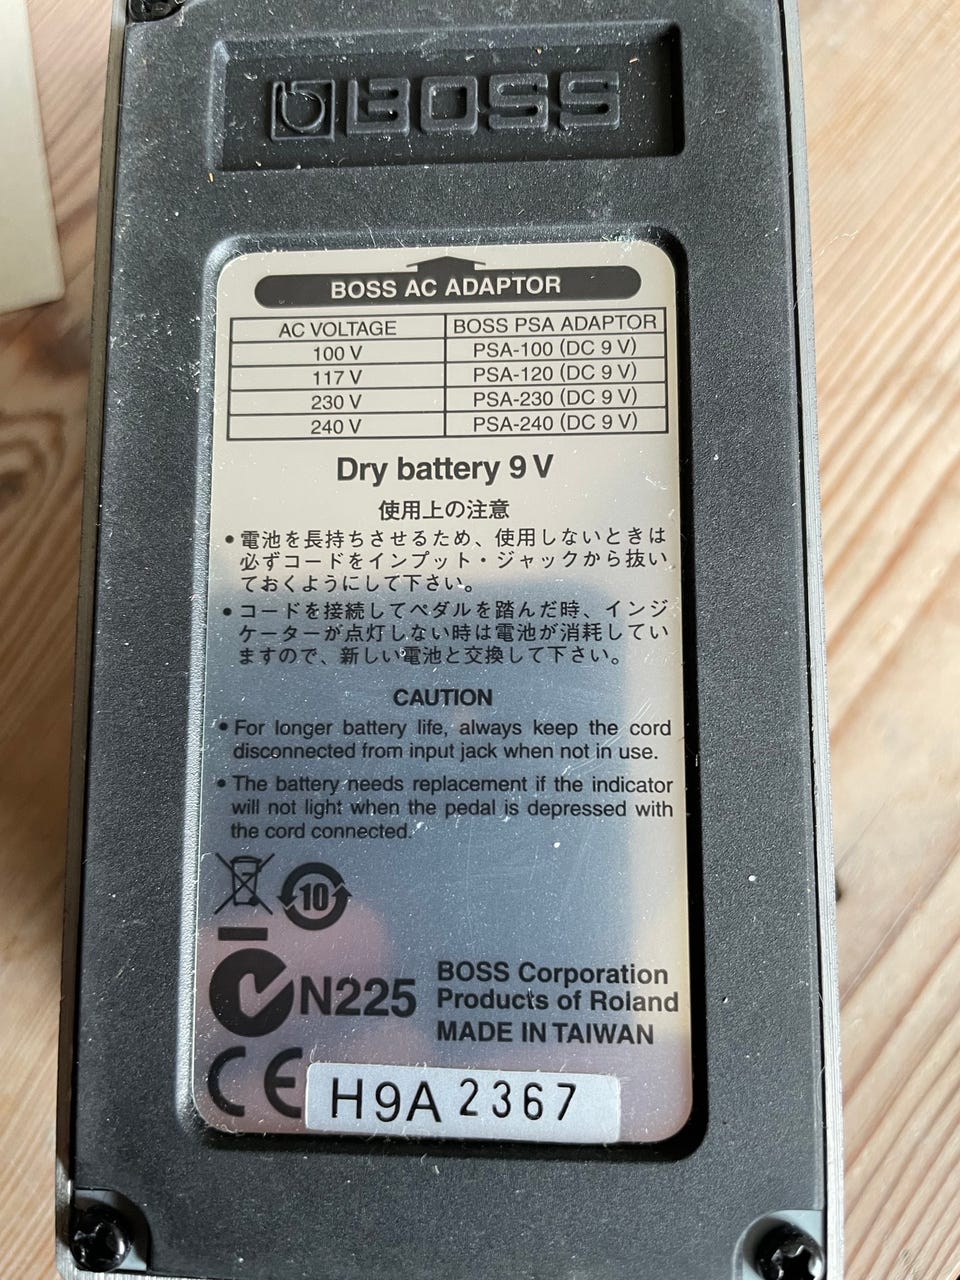 BOSS
BOSS AC ADAPTOR
AC VOLTAGE BOSS PSA ADAPTOR
100 V PSA-100 (DC 9 V)
117 V PSA-120 (DC 9 V)
230 V PSA-230 (DC 9 V)
240 V PSA-240 (DC 9 V)
Dry battery 9 V
使用上の注意
• 電池を長持ちさせるため、使用しないときは
必ずコードをインプット・ジャックから抜い
ておくようにして下さい。
• コードを接続してペダルを踏んだ時、インジ
ケーターが点灯しない時は電池が消耗してい
ますので、新しい電池と交換して下さい。
CAUTION
• For longer battery life, always keep the cord
disconnected from input jack when not in use.
• The battery needs replacement if the indicator
will not light when the pedal is depressed with
the cord connected.
10
N225
BOSS Corporation
Products of Roland
MADE IN TAIWAN
CE
H9A2367